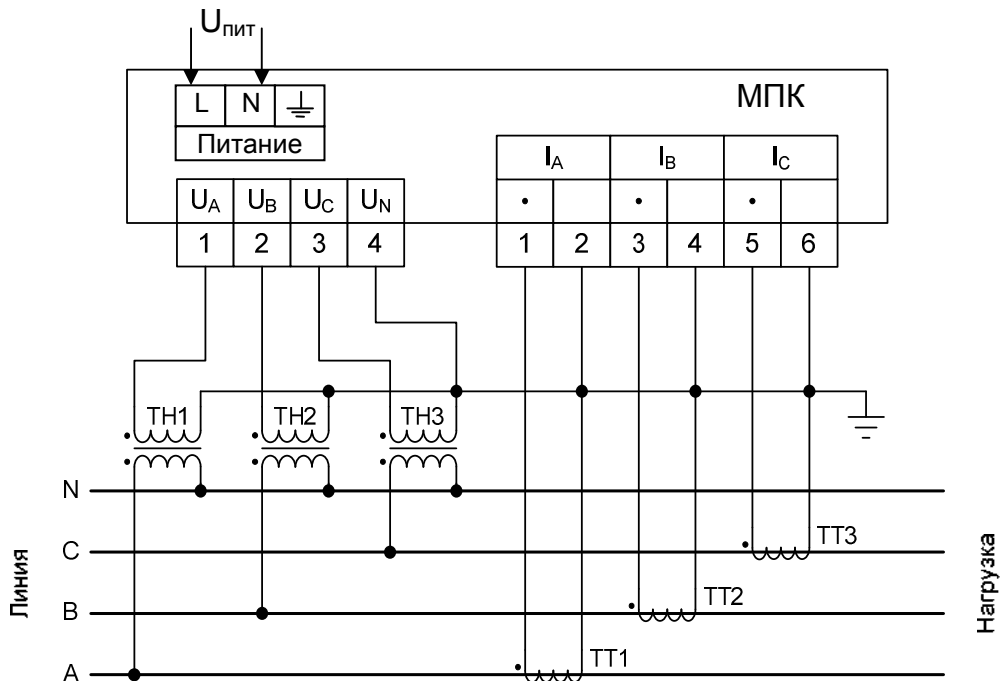 Uпит
МПК
L N
Питание
IA IB IC
UA UB UC UN
• • •
1 2 3 4
1 2 3 4 5 6
ТН1 ТН2 ТН3
N
C
ТТ3
B
ТТ2
A
ТТ1
Линия
Нагрузка